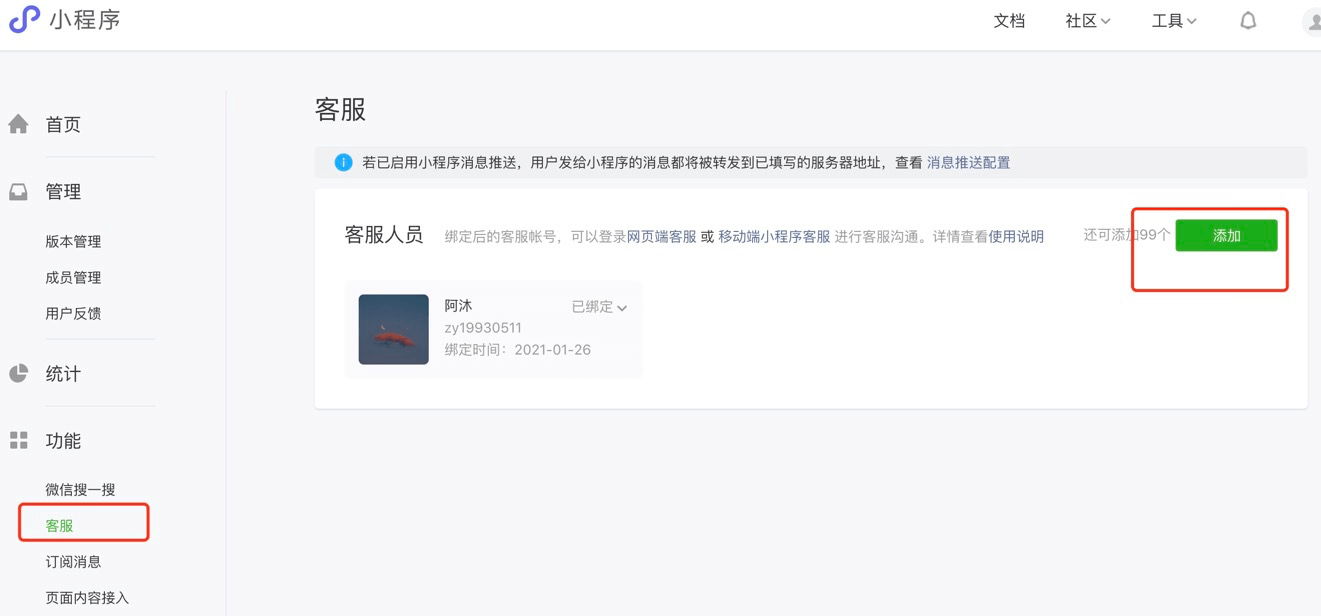 小程序
文档 社区 工具
首页
管理
版本管理
成员管理
用户反馈
统计
功能
微信搜一搜
客服
订阅消息
页面内容接入
客服
若已启用小程序消息推送，用户发给小程序的消息都将被转发到已填写的服务器地址，查看 消息推送配置
客服人员 绑定后的客服帐号，可以登录网页端客服 或 移动端小程序客服 进行客服沟通。详情查看使用说明 还可添加99个 添加
阿沐 已绑定
zy19930511
绑定时间：2021-01-26